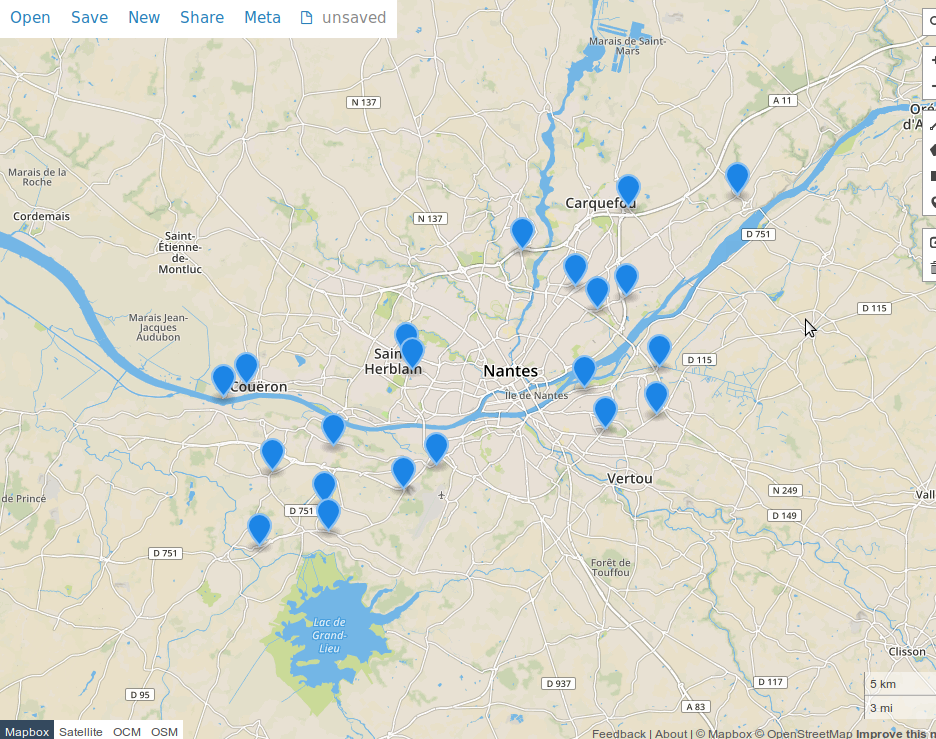 Open Save New Share Meta unsaved
Marais de Saint-
Mars
N 137
A 11
Marais de la
Roche
Carquefou
Cordemais
N 137
Saint-
Étienne-
de-
Montluc
D 751
Marais Jean-
Jacques
Audubon
D 115
Herblain
Nantes
D 115
Couëron
Île de Nantes
Vertou
de Princé
N 249
D 751
D 149
D 751
Forêt de
Touffou
Lac de
Grand-
Lieu
Clisson
5 km
D 95
D 937
D 117
A 83
3 mi
Mapbox Satellite OCM OSM
Feedback | About | © Mapbox © OpenStreetMap Improve this